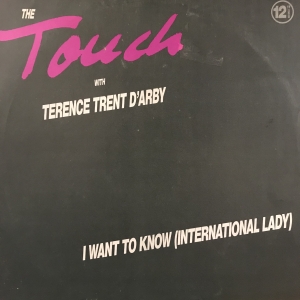 THE
Touch
WITH
TERENCE TRENT D'ARBY
I WANT TO KNOW (INTERNATIONAL LADY)
12"